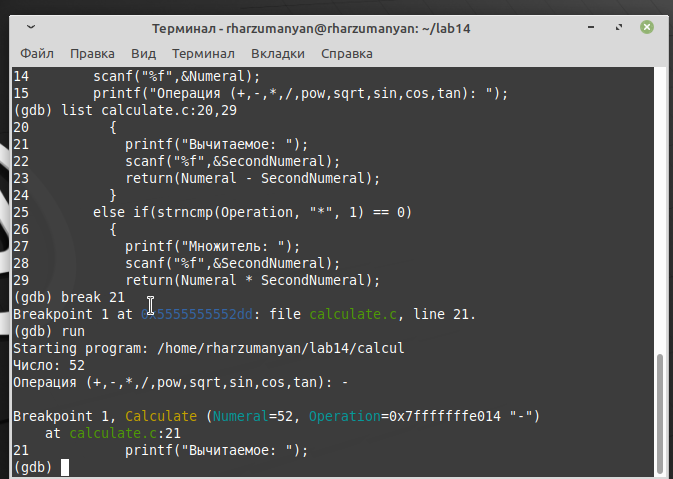 Терминал - rharzumanyan@rharzumanyan: ~/lab14
Файл Правка Вид Терминал Вкладки Справка
14        scanf("%f",&Numeral);
15        printf("Операция (+,-,*,/,pow,sqrt,sin,cos,tan): ");
(gdb) list calculate.c:20,29
20          {
21            printf("Вычитаемое: ");
22            scanf("%f",&SecondNumeral);
23            return(Numeral - SecondNumeral);
24          }
25        else if(strncmp(Operation, "*", 1) == 0)
26          {
27            printf("Множитель: ");
28            scanf("%f",&SecondNumeral);
29            return(Numeral * SecondNumeral);
(gdb) break 21
Breakpoint 1 at 0x5555555552dd: file calculate.c, line 21.
(gdb) run
Starting program: /home/rharzumanyan/lab14/calcul
Число: 52
Операция (+,-,*,/,pow,sqrt,sin,cos,tan): -
Breakpoint 1, Calculate (Numeral=52, Operation=0x7fffffffe014 "-")
    at calculate.c:21
21            printf("Вычитаемое: ");
(gdb)